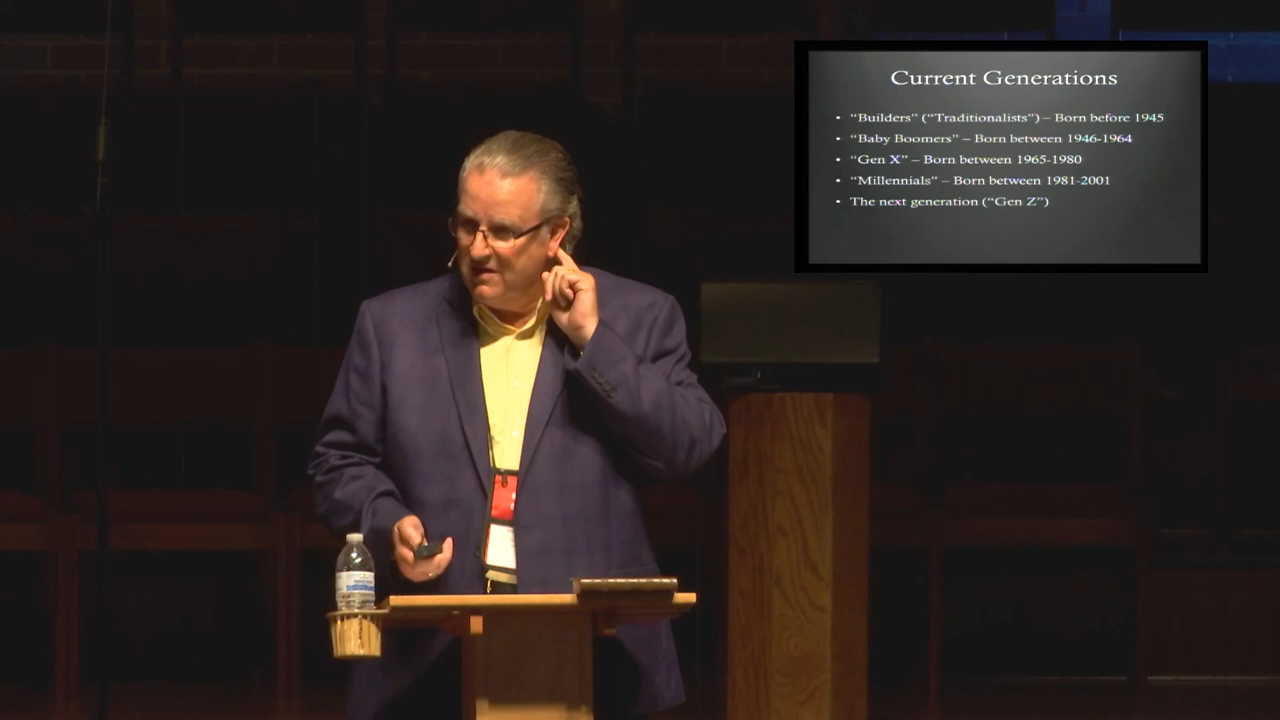 Current Generations
• “Builders” (“Traditionalists”) – Born before 1945
• “Baby Boomers” – Born between 1946-1964
• “Gen X” – Born between 1965-1980
• “Millennials” – Born between 1981-2001
• The next generation (“Gen Z”)